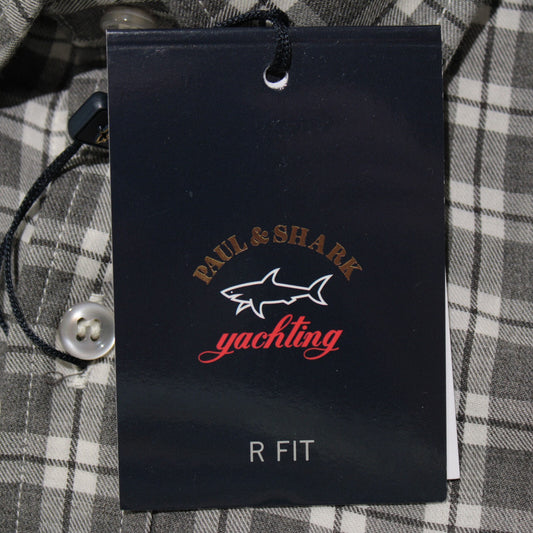 PAUL & SHARK
yachting
R FIT